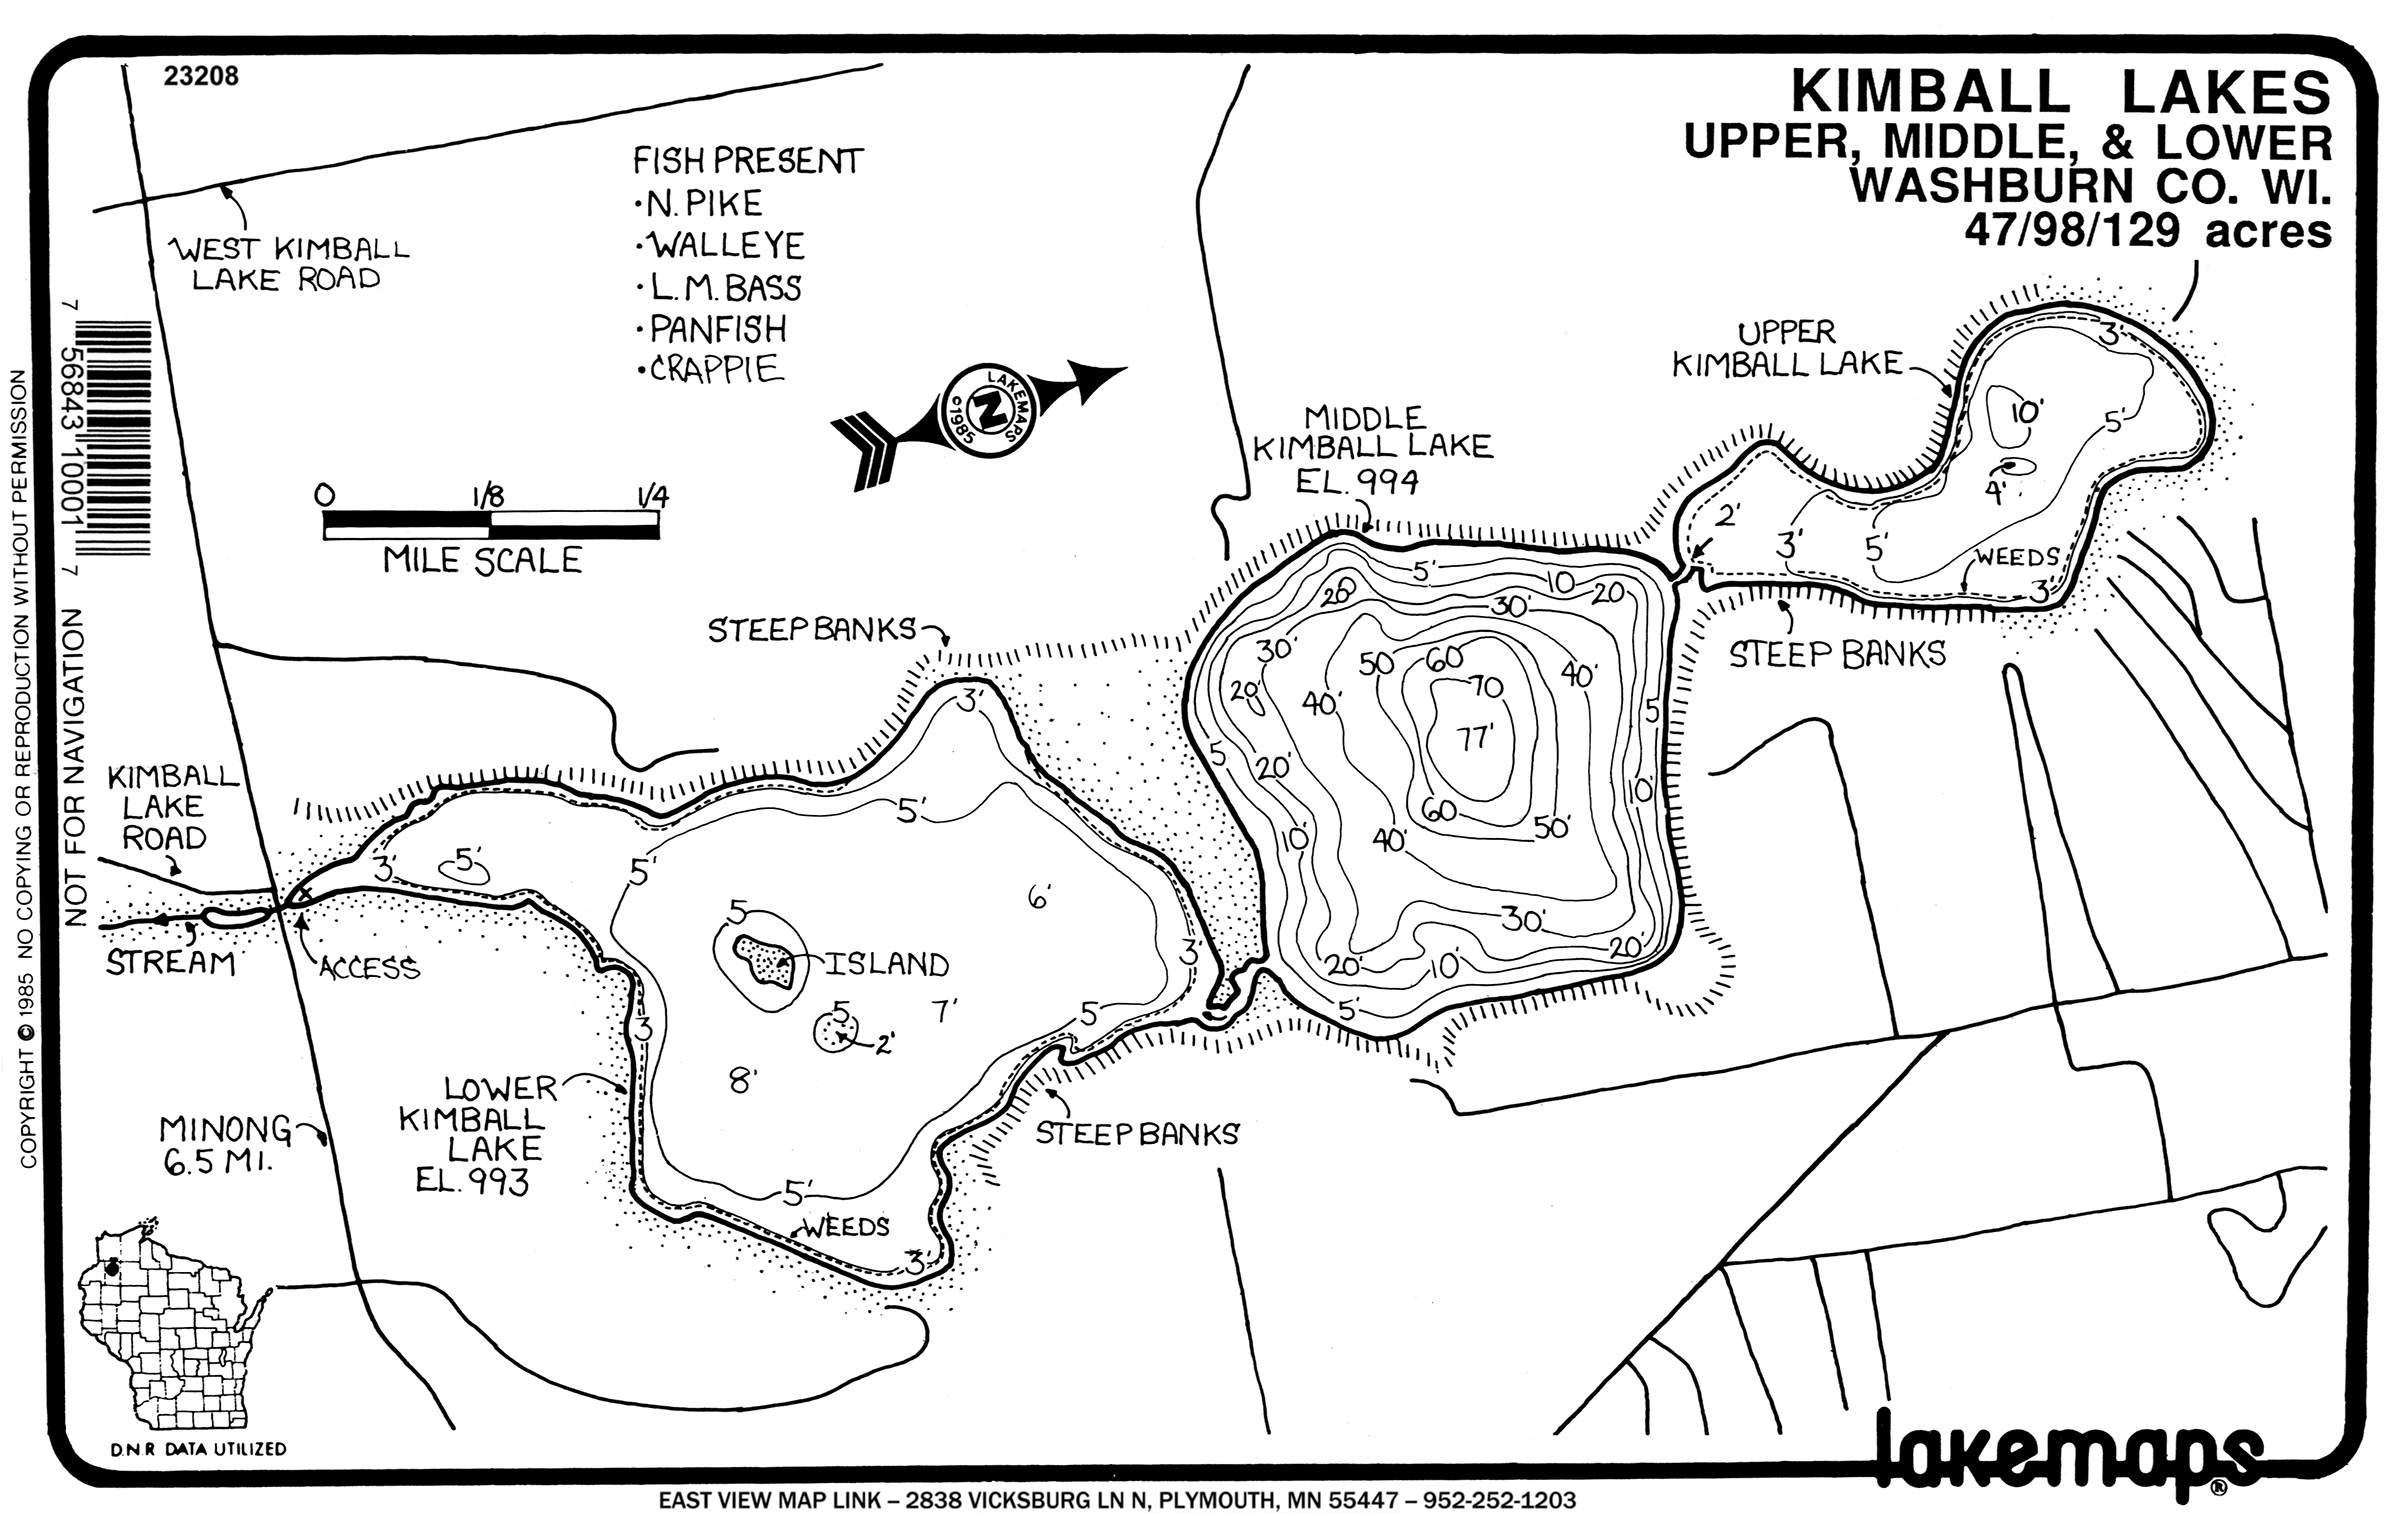 23208
KIMBALL LAKES
UPPER, MIDDLE, & LOWER
WASHBURN CO. WI.
47/98/129 acres
FISH PRESENT
•N. PIKE
•WALLEYE
•L.M. BASS
•PANFISH
•CRAPPIE
WEST KIMBALL
LAKE ROAD
LAKEMAPS
©1985
N
0 1/8 1/4
MILE SCALE
UPPER
KIMBALL LAKE
3'
10'
5'
4'
2'
3'
5'
WEEDS
3'
STEEP BANKS
MIDDLE
KIMBALL LAKE
EL. 994
5'
10
20'
20'
30'
30'
50
60
40'
20'
40'
70
5
77'
5
20'
10'
60
50'
10'
40'
30'
20'
20'
10'
5'
STEEP BANKS
3'
5'
3'
5'
5'
6'
5
ISLAND
3'
5
2'
7'
5
3
8'
5'
WEEDS
3'
STEEP BANKS
LOWER
KIMBALL
LAKE
EL. 993
KIMBALL
LAKE
ROAD
STREAM
ACCESS
MINONG
6.5 MI.
D.N.R DATA UTILIZED
7 56843 10001 7
NOT FOR NAVIGATION
COPYRIGHT © 1985 NO COPYING OR REPRODUCTION WITHOUT PERMISSION
lakemaps®
EAST VIEW MAP LINK – 2838 VICKSBURG LN N, PLYMOUTH, MN 55447 – 952-252-1203